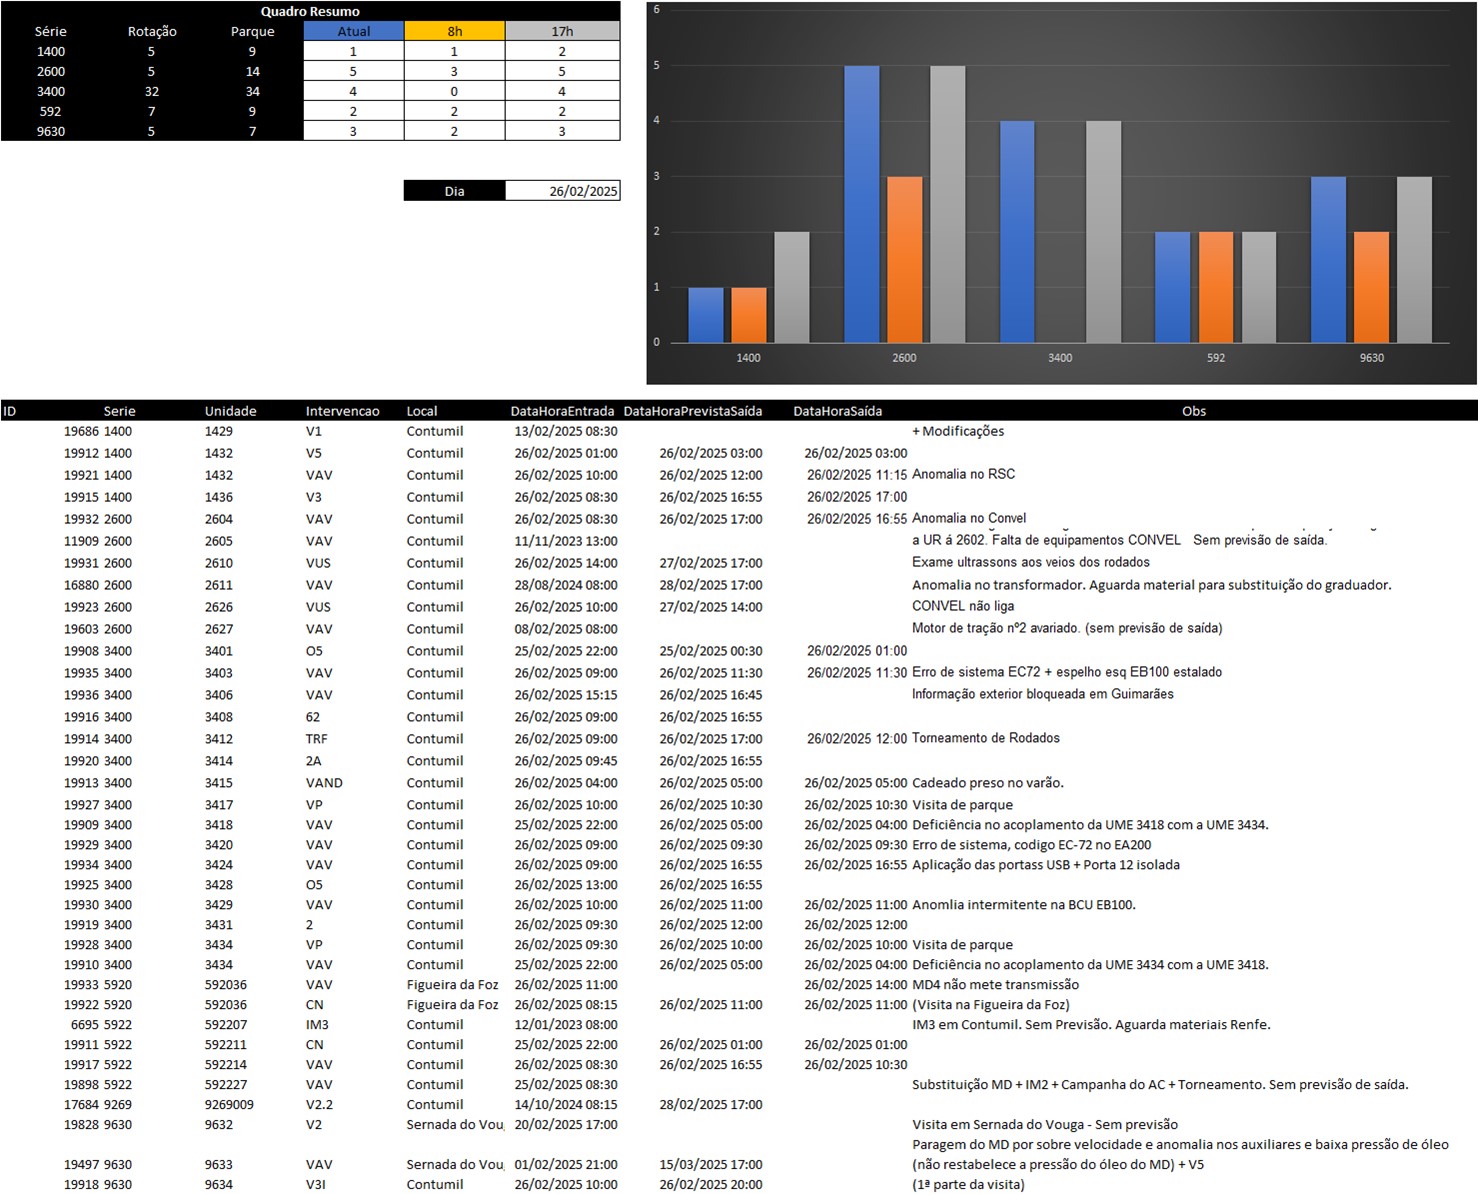 Quadro Resumo
Série Rotação Parque Atual 8h 17h
1400 5 9 1 1 2
2600 5 14 5 3 5
3400 32 34 4 0 4
592 7 9 2 2 2
9630 5 7 3 2 3
Dia 26/02/2025
6
5
4
3
2
1
0
1400 2600 3400 592 9630
ID Serie Unidade Intervencao Local DataHoraEntrada DataHoraPrevistaSaída DataHoraSaída Obs
19686 1400 1429 V1 Contumil 13/02/2025 08:30 + Modificações
19912 1400 1432 V5 Contumil 26/02/2025 01:00 26/02/2025 03:00 26/02/2025 03:00
19921 1400 1432 VAV Contumil 26/02/2025 10:00 26/02/2025 12:00 26/02/2025 11:15 Anomalia no RSC
19915 1400 1436 V3 Contumil 26/02/2025 08:30 26/02/2025 16:55 26/02/2025 17:00
19932 2600 2604 VAV Contumil 26/02/2025 08:30 26/02/2025 17:00 26/02/2025 16:55 Anomalia no Convel
11909 2600 2605 VAV Contumil 11/11/2023 13:00 a UR á 2602. Falta de equipamentos CONVEL Sem previsão de saída.
19931 2600 2610 VUS Contumil 26/02/2025 14:00 27/02/2025 17:00 Exame ultrassons aos veios dos rodados
16880 2600 2611 VAV Contumil 28/08/2024 08:00 28/02/2025 17:00 Anomalia no transformador. Aguarda material para substituição do graduador.
19923 2600 2626 VUS Contumil 26/02/2025 10:00 27/02/2025 14:00 CONVEL não liga
19603 2600 2627 VAV Contumil 08/02/2025 08:00 Motor de tração nº2 avariado. (sem previsão de saída)
19908 3400 3401 O5 Contumil 25/02/2025 22:00 25/02/2025 00:30 26/02/2025 01:00
19935 3400 3403 VAV Contumil 26/02/2025 09:00 26/02/2025 11:30 26/02/2025 11:30 Erro de sistema EC72 + espelho esq EB100 estalado
19936 3400 3406 VAV Contumil 26/02/2025 15:15 26/02/2025 16:45 Informação exterior bloqueada em Guimarães
19916 3400 3408 62 Contumil 26/02/2025 09:00 26/02/2025 16:55
19914 3400 3412 TRF Contumil 26/02/2025 09:00 26/02/2025 17:00 26/02/2025 12:00 Torneamento de Rodados
19920 3400 3414 2A Contumil 26/02/2025 09:45 26/02/2025 16:55
19913 3400 3415 VAND Contumil 26/02/2025 04:00 26/02/2025 05:00 26/02/2025 05:00 Cadeado preso no varão.
19927 3400 3417 VP Contumil 26/02/2025 10:00 26/02/2025 10:30 26/02/2025 10:30 Visita de parque
19909 3400 3418 VAV Contumil 25/02/2025 22:00 26/02/2025 05:00 26/02/2025 04:00 Deficiência no acoplamento da UME 3418 com a UME 3434.
19929 3400 3420 VAV Contumil 26/02/2025 09:00 26/02/2025 09:30 26/02/2025 09:30 Erro de sistema, codigo EC-72 no EA200
19934 3400 3424 VAV Contumil 26/02/2025 09:00 26/02/2025 16:55 26/02/2025 16:55 Aplicação das portass USB + Porta 12 isolada
19925 3400 3428 O5 Contumil 26/02/2025 13:00 26/02/2025 16:55
19930 3400 3429 VAV Contumil 26/02/2025 10:00 26/02/2025 11:00 26/02/2025 11:00 Anomlia intermitente na BCU EB100.
19919 3400 3431 2 Contumil 26/02/2025 09:30 26/02/2025 12:00 26/02/2025 12:00
19928 3400 3434 VP Contumil 26/02/2025 09:30 26/02/2025 10:00 26/02/2025 10:00 Visita de parque
19910 3400 3434 VAV Contumil 25/02/2025 22:00 26/02/2025 05:00 26/02/2025 04:00 Deficiência no acoplamento da UME 3434 com a UME 3418.
19933 5920 592036 VAV Figueira da Foz 26/02/2025 11:00 26/02/2025 14:00 MD4 não mete transmissão
19922 5920 592036 CN Figueira da Foz 26/02/2025 08:15 26/02/2025 11:00 26/02/2025 11:00 (Visita na Figueira da Foz)
6695 5922 592207 IM3 Contumil 12/01/2023 08:00 IM3 em Contumil. Sem Previsão. Aguarda materiais Renfe.
19911 5922 592211 CN Contumil 25/02/2025 22:00 26/02/2025 01:00 26/02/2025 01:00
19917 5922 592214 VAV Contumil 26/02/2025 08:30 26/02/2025 16:55 26/02/2025 10:30
19898 5922 592227 VAV Contumil 25/02/2025 08:30 Substituição MD + IM2 + Campanha do AC + Torneamento. Sem previsão de saída.
17684 9269 9269009 V2.2 Contumil 14/10/2024 08:15 28/02/2025 17:00
19828 9630 9632 V2 Sernada do Vou 20/02/2025 17:00 Visita em Sernada do Vouga - Sem previsão
Paragem do MD por sobre velocidade e anomalia nos auxiliares e baixa pressão de óleo
19497 9630 9633 VAV Sernada do Vou 01/02/2025 21:00 15/03/2025 17:00 (não restabelece a pressão do óleo do MD) + V5
19918 9630 9634 V3I Contumil 26/02/2025 10:00 26/02/2025 20:00 (1ª parte da visita)